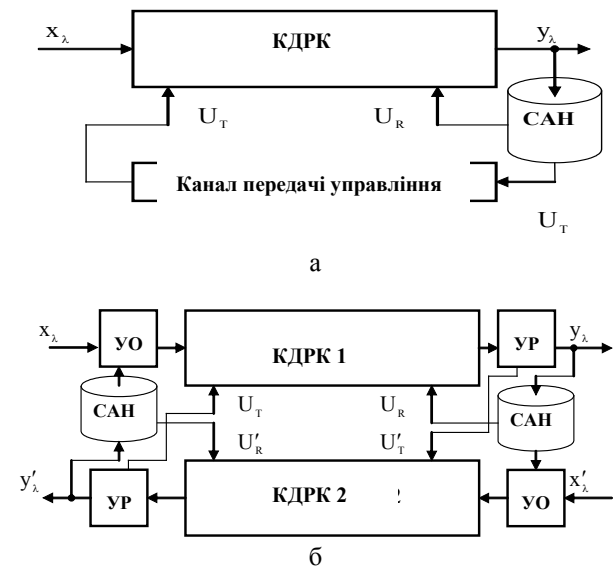 x_λ КДРК y_λ
U_T U_R САН
Канал передачі управління
U_T
а
x_λ УО КДРК 1 УР y_λ
САН U_T U_R САН
U′_R U′_T
y′_λ УР КДРК 2 УО x′_λ
б